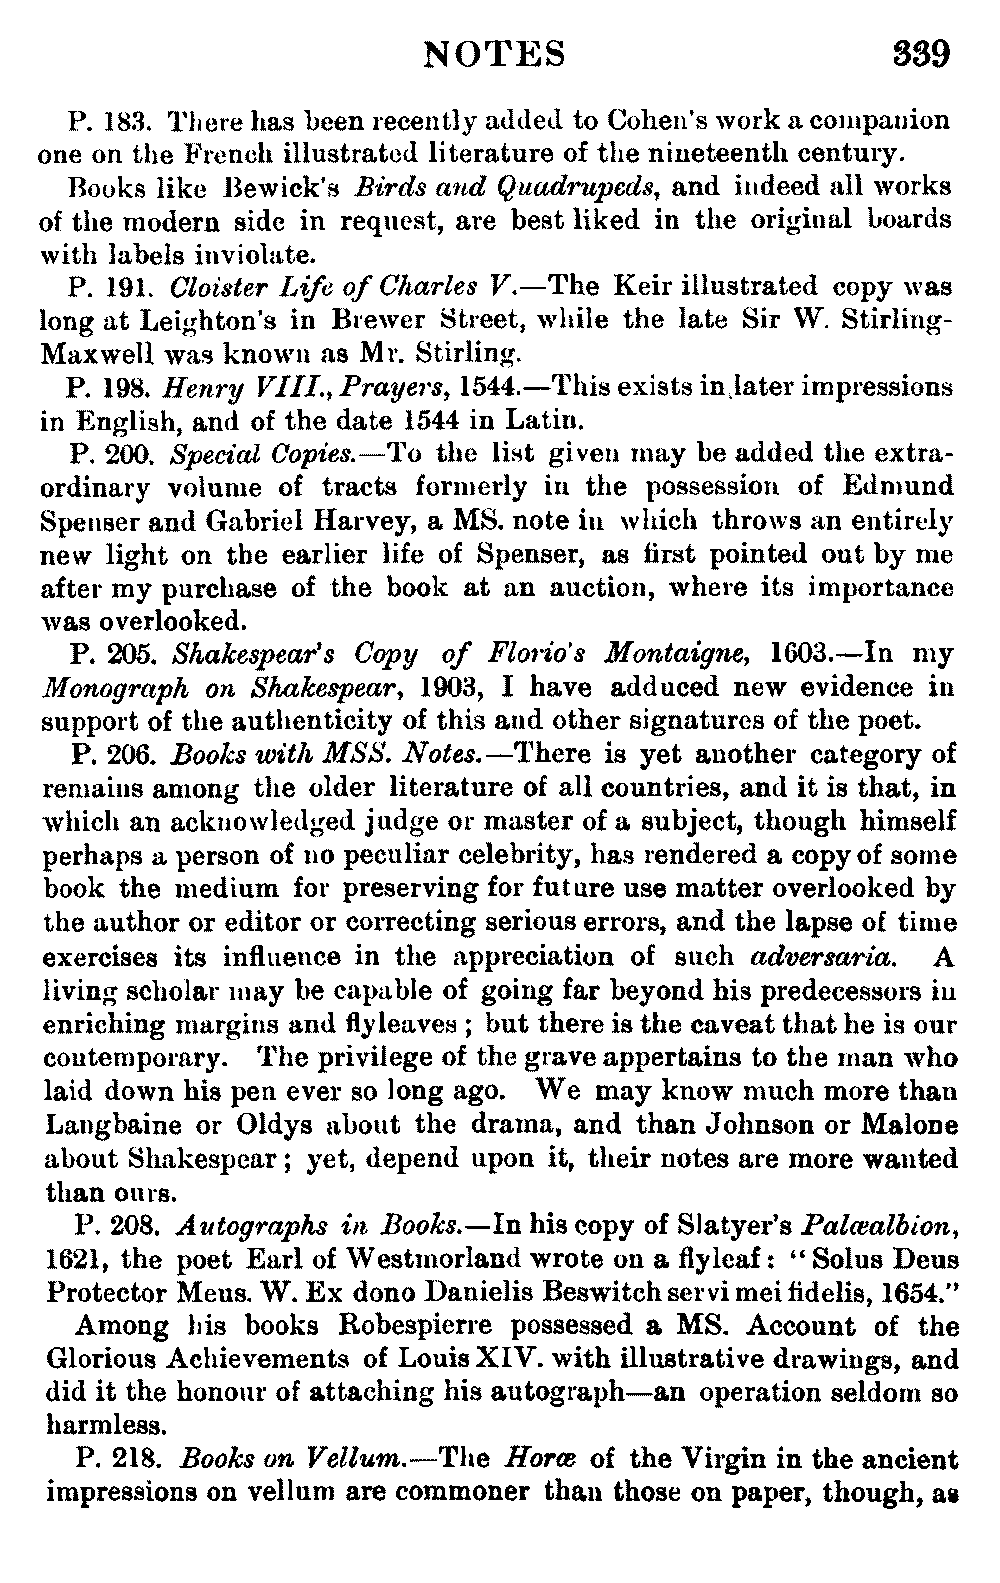 NOTES 339
P. 183. There has been recently added to Cohen's work a companion
one on the French illustrated literature of the nineteenth century.
Books like Bewick's Birds and Quadrupeds, and indeed all works
of the modern side in request, are best liked in the original boards
with labels inviolate.
P. 191. Cloister Life of Charles V.—The Keir illustrated copy was
long at Leighton's in Brewer Street, while the late Sir W. Stirling-
Maxwell was known as Mr. Stirling.
P. 198. Henry VIII., Prayers, 1544.—This exists in later impressions
in English, and of the date 1544 in Latin.
P. 200. Special Copies.—To the list given may be added the extra-
ordinary volume of tracts formerly in the possession of Edmund
Spenser and Gabriel Harvey, a MS. note in which throws an entirely
new light on the earlier life of Spenser, as first pointed out by me
after my purchase of the book at an auction, where its importance
was overlooked.
P. 205. Shakespear's Copy of Florio's Montaigne, 1603.—In my
Monograph on Shakespear, 1903, I have adduced new evidence in
support of the authenticity of this and other signatures of the poet.
P. 206. Books with MSS. Notes.—There is yet another category of
remains among the older literature of all countries, and it is that, in
which an acknowledged judge or master of a subject, though himself
perhaps a person of no peculiar celebrity, has rendered a copy of some
book the medium for preserving for future use matter overlooked by
the author or editor or correcting serious errors, and the lapse of time
exercises its influence in the appreciation of such adversaria. A
living scholar may be capable of going far beyond his predecessors in
enriching margins and flyleaves ; but there is the caveat that he is our
contemporary. The privilege of the grave appertains to the man who
laid down his pen ever so long ago. We may know much more than
Langbaine or Oldys about the drama, and than Johnson or Malone
about Shakespear ; yet, depend upon it, their notes are more wanted
than ours.
P. 208. Autographs in Books.—In his copy of Slatyer's Palæalbion,
1621, the poet Earl of Westmorland wrote on a flyleaf : “ Solus Deus
Protector Meus. W. Ex dono Danielis Beswitch servi mei fidelis, 1654.”
Among his books Robespierre possessed a MS. Account of the
Glorious Achievements of Louis XIV. with illustrative drawings, and
did it the honour of attaching his autograph—an operation seldom so
harmless.
P. 218. Books on Vellum.—The Horæ of the Virgin in the ancient
impressions on vellum are commoner than those on paper, though, as